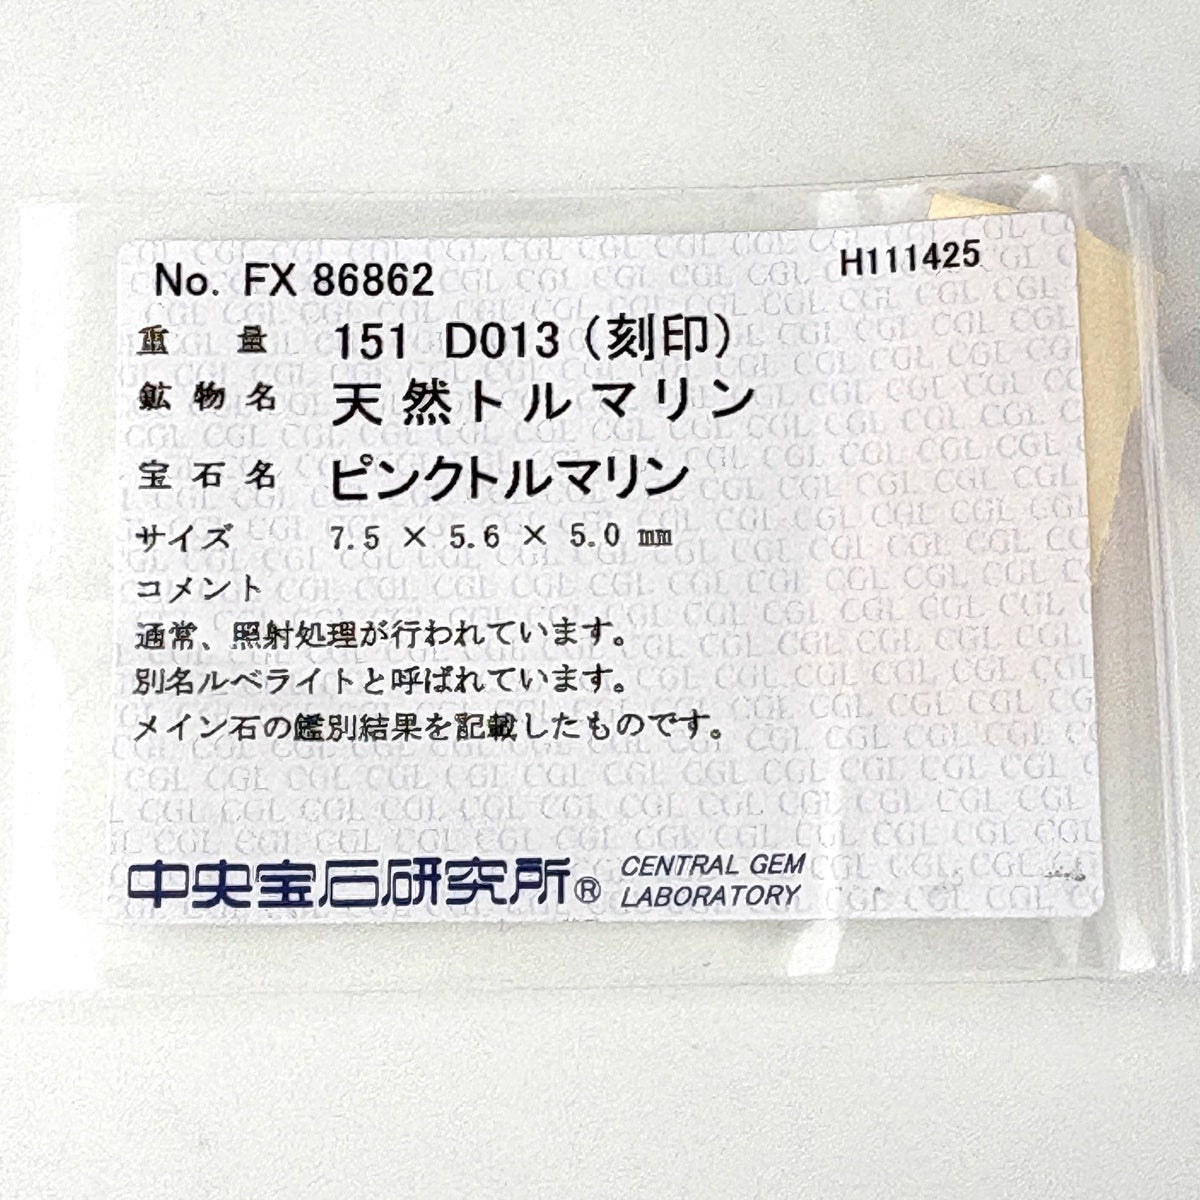 No. FX 86862
H111425
重量 151 D013 (刻印)
鉱物名 天然トルマリン
宝石名 ピンクトルマリン
サイズ 7.5 × 5.6 × 5.0 mm
コメント
通常、照射処理が行われています。
別名ルベライトと呼ばれています。
メイン石の鑑別結果を記載したものです。
中央宝石研究所® CENTRAL GEM
LABORATORY